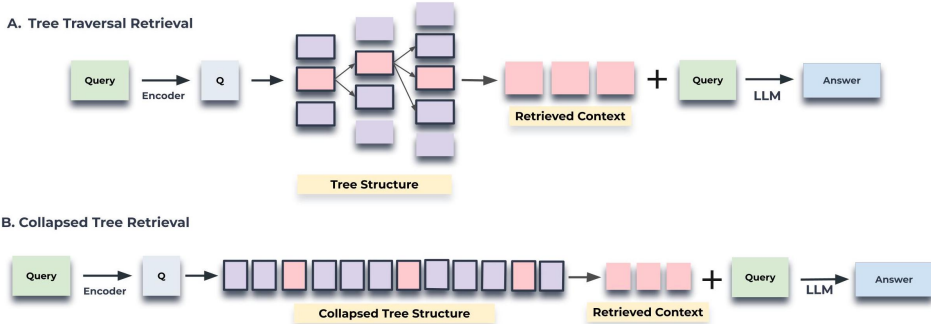 A. Tree Traversal Retrieval
Query
Encoder
Q
Tree Structure
Retrieved Context
+
Query
LLM
Answer
B. Collapsed Tree Retrieval
Query
Encoder
Q
Collapsed Tree Structure
Retrieved Context
+
Query
LLM
Answer